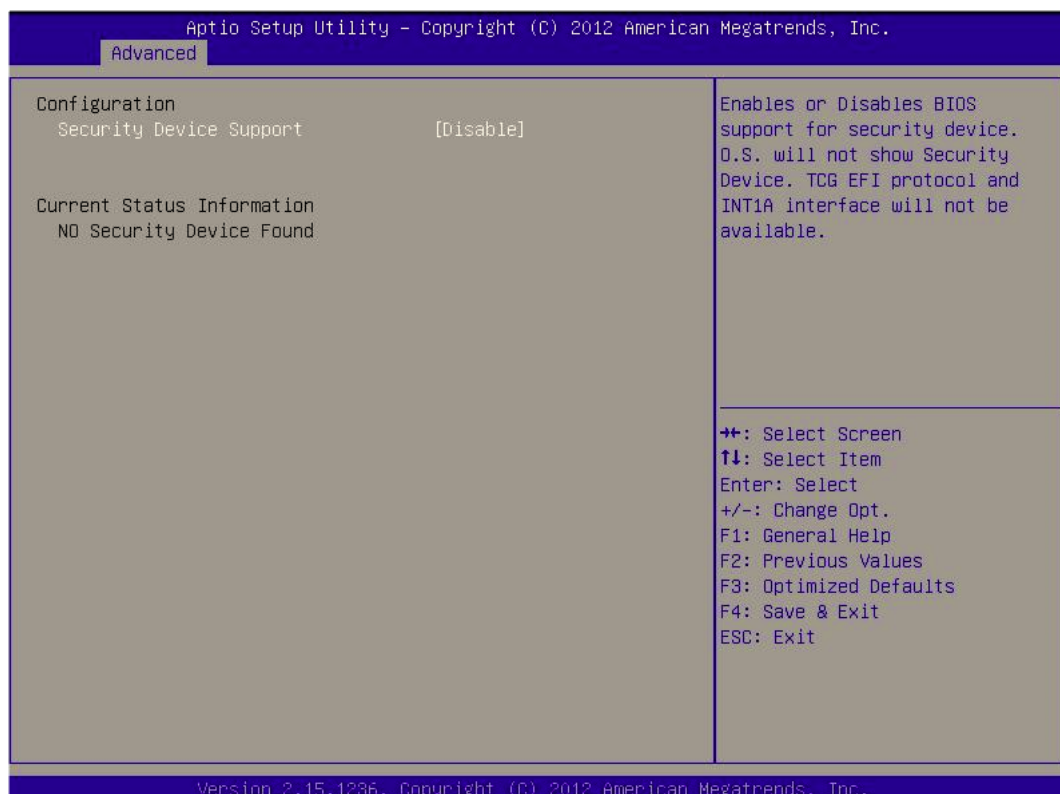 Aptio Setup Utility – Copyright (C) 2012 American Megatrends, Inc.
Advanced
Configuration
Security Device Support [Disable]
Current Status Information
NO Security Device Found
Enables or Disables BIOS
support for security device.
O.S. will not show Security
Device. TCG EFI protocol and
INT1A interface will not be
available.
→←: Select Screen
↑↓: Select Item
Enter: Select
+/-: Change Opt.
F1: General Help
F2: Previous Values
F3: Optimized Defaults
F4: Save & Exit
ESC: Exit
Version 2.15.1236. Copyright (C) 2012 American Megatrends, Inc.